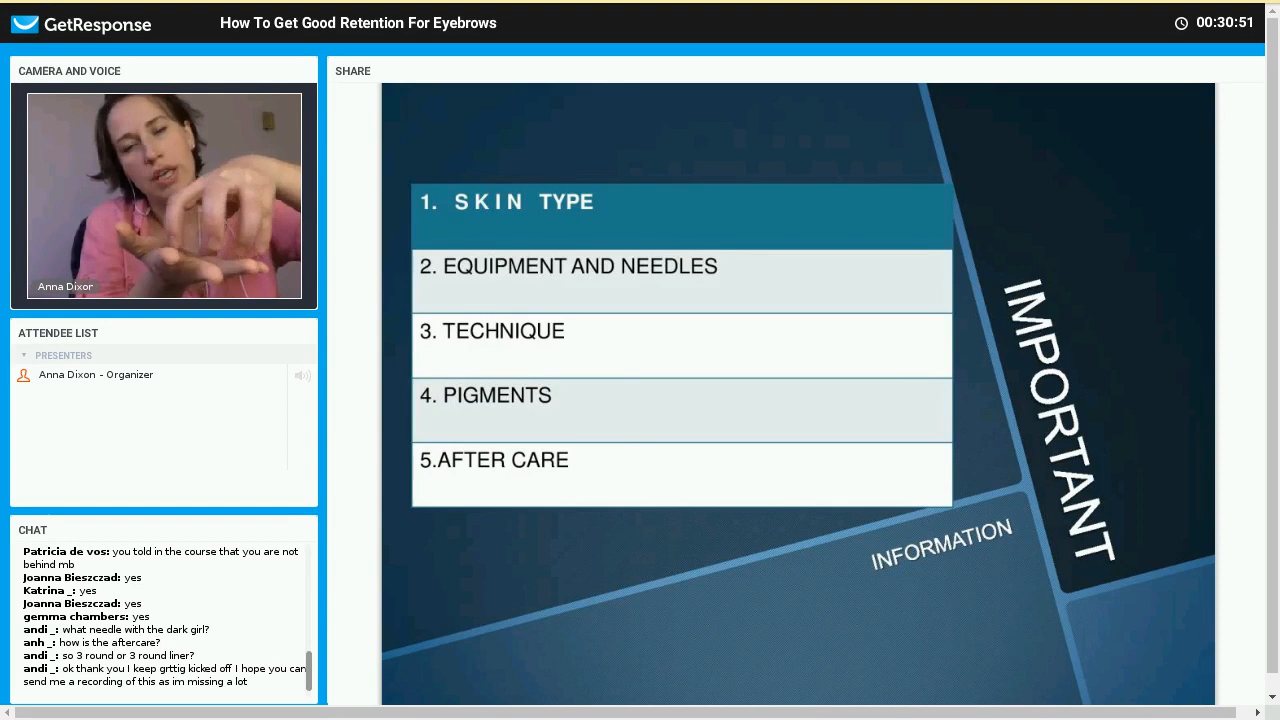 GetResponse
How To Get Good Retention For Eyebrows
00:30:51
CAMERA AND VOICE
Anna Dixon
ATTENDEE LIST
PRESENTERS
Anna Dixon - Organizer
CHAT
Patricia de vos: you told in the course that you are not
behind mb
Joanna Bieszczad: yes
Katrina _: yes
Joanna Bieszczad: yes
gemma chambers: yes
andi _: what needle with the dark girl?
anh _: how is the aftercare?
andi _: so 3 round or 3 round liner?
andi _: ok thank you I keep grttig kicked off I hope you can
send me a recording of this as im missing a lot
SHARE
1. SKIN TYPE
2. EQUIPMENT AND NEEDLES
3. TECHNIQUE
4. PIGMENTS
5.AFTER CARE
IMPORTANT
INFORMATION